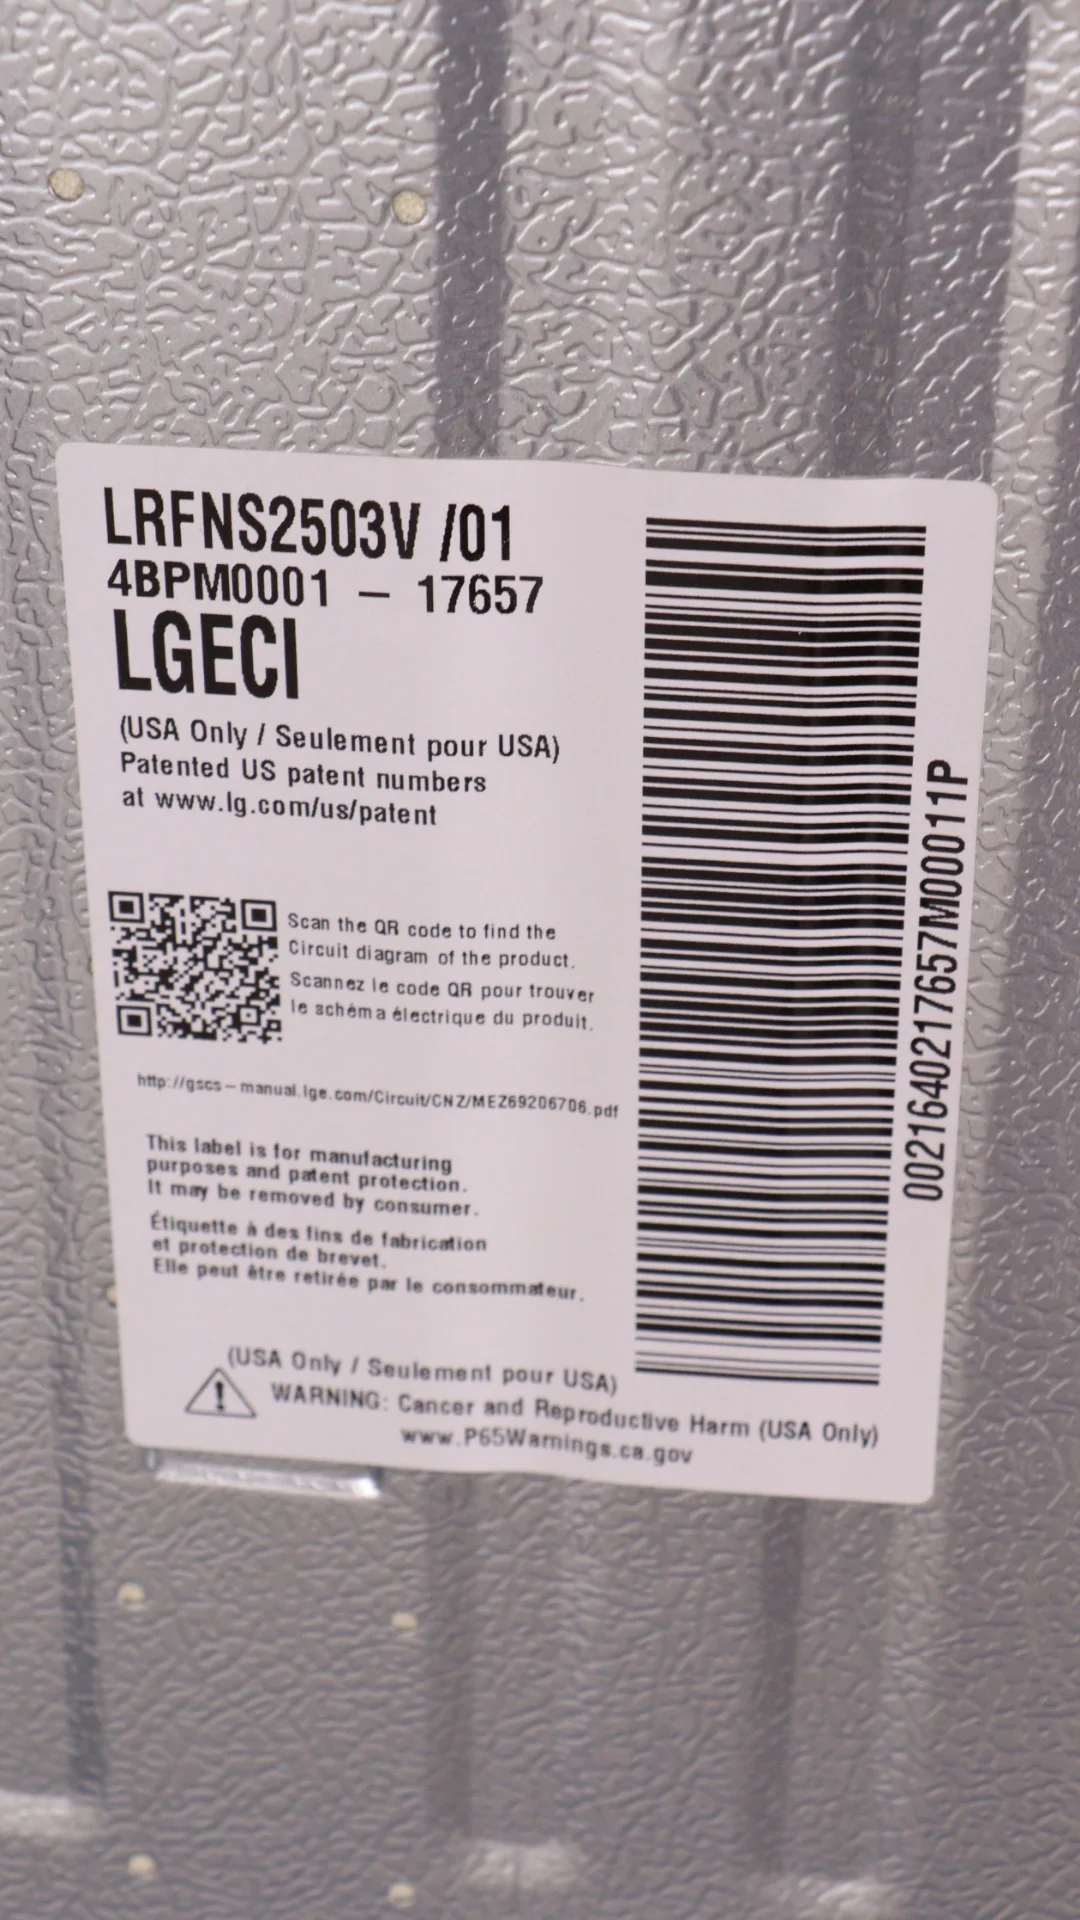 LRFNS2503V /01
4BPM0001 – 17657
LGECI
(USA Only / Seulement pour USA)
Patented US patent numbers
at www.lg.com/us/patent
Scan the QR code to find the
Circuit diagram of the product.
Scannez le code QR pour trouver
le schéma électrique du produit.
http://gscs–manual.lge.com/Circuit/CNZ/MEZ69206706.pdf
This label is for manufacturing
purposes and patent protection.
It may be removed by consumer.
Étiquette à des fins de fabrication
et protection de brevet.
Elle peut être retirée par le consommateur.
(USA Only / Seulement pour USA)
WARNING: Cancer and Reproductive Harm (USA Only)
www.P65Warnings.ca.gov
0021640217657M00011P